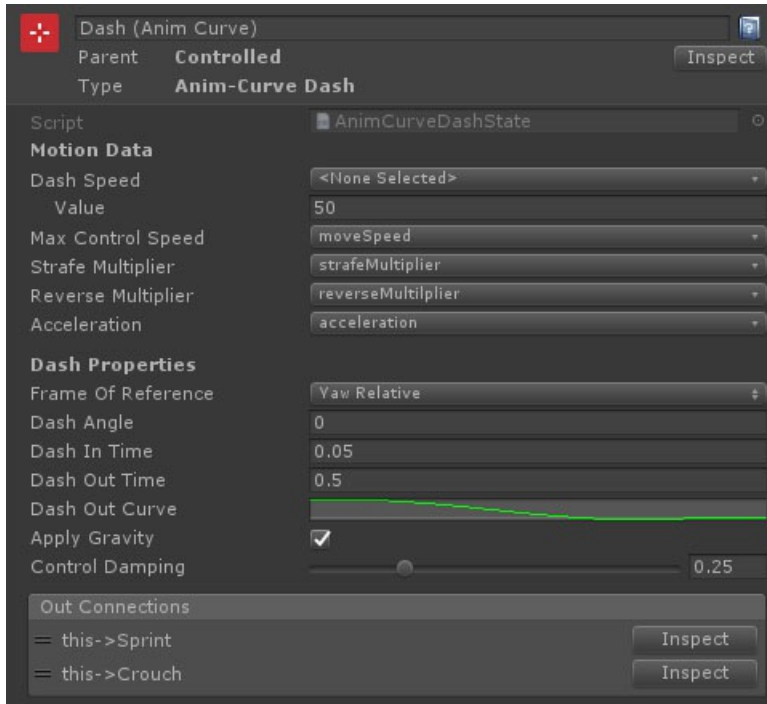 Dash (Anim Curve)
Parent Controlled
Inspect
Type Anim-Curve Dash
Script AnimCurveDashState
Motion Data
Dash Speed <None Selected>
Value 50
Max Control Speed moveSpeed
Strafe Multiplier strafeMultiplier
Reverse Multiplier reverseMultilplier
Acceleration acceleration
Dash Properties
Frame Of Reference Yaw Relative
Dash Angle 0
Dash In Time 0.05
Dash Out Time 0.5
Dash Out Curve
Apply Gravity
Control Damping 0.25
Out Connections
this->Sprint Inspect
this->Crouch Inspect